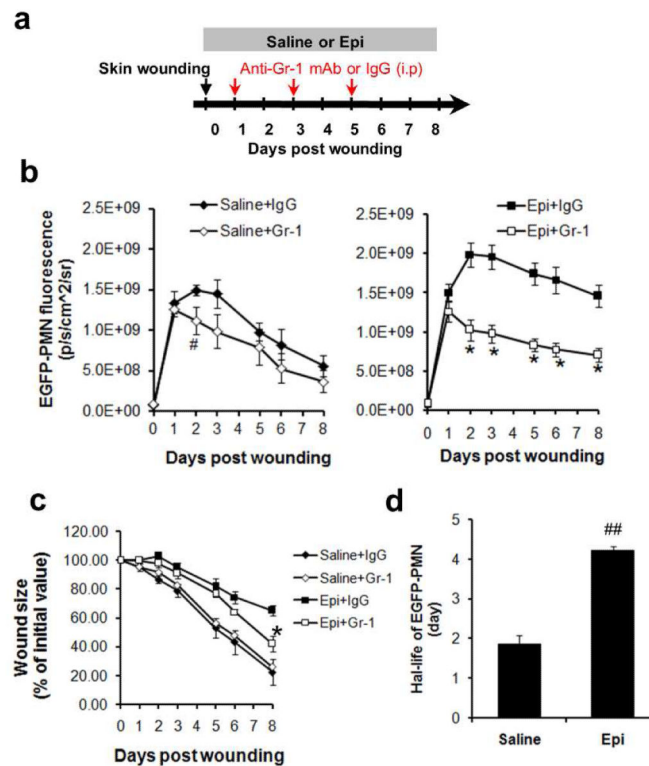 a
Saline or Epi
Skin wounding
Anti-Gr-1 mAb or IgG (i.p)
0 1 2 3 4 5 6 7 8
Days post wounding
b
EGFP-PMN fluorescence
(p/s/cm^2/sr)
2.5E+09
2.0E+09
1.5E+09
1.0E+09
5.0E+08
0.0E+00
Saline+IgG
Saline+Gr-1
#
0 1 2 3 4 5 6 7 8
Days post wounding
2.5E+09
2.0E+09
1.5E+09
1.0E+09
5.0E+08
0.0E+00
Epi+IgG
Epi+Gr-1
* * * * *
0 1 2 3 4 5 6 7 8
Days post wounding
c
Wound size
(% of initial value)
120.00
100.00
80.00
60.00
40.00
20.00
0.00
Saline+IgG
Saline+Gr-1
Epi+IgG
Epi+Gr-1
*
0 1 2 3 4 5 6 7 8
Days post wounding
d
Hal-life of EGFP-PMN
(day)
5
4
3
2
1
0
##
Saline Epi